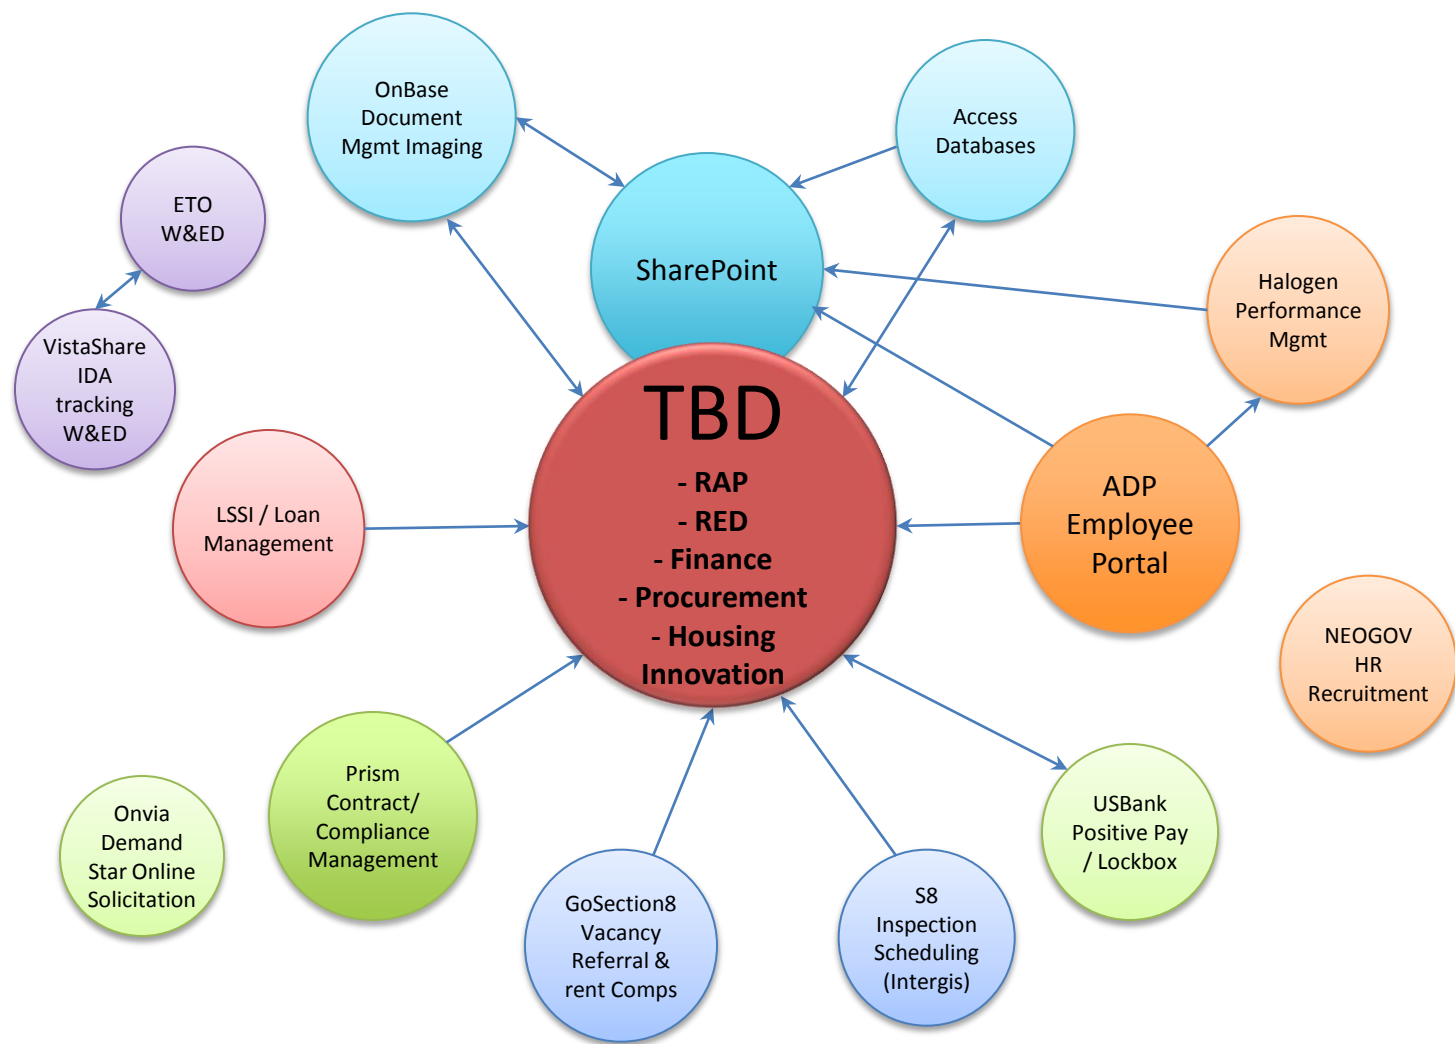 OnBase
Document
Mgmt Imaging
Access
Databases
ETO
W&ED
SharePoint
Halogen
Performance
Mgmt
VistaShare
IDA
tracking
W&ED
TBD
- RAP
- RED
- Finance
- Procurement
- Housing
Innovation
LSSI / Loan
Management
ADP
Employee
Portal
NEOGOV
HR
Recruitment
Prism
Contract/
Compliance
Management
Onvia
Demand
Star Online
Solicitation
USBank
Positive Pay
/ Lockbox
GoSection8
Vacancy
Referral &
rent Comps
S8
Inspection
Scheduling
(Intergis)